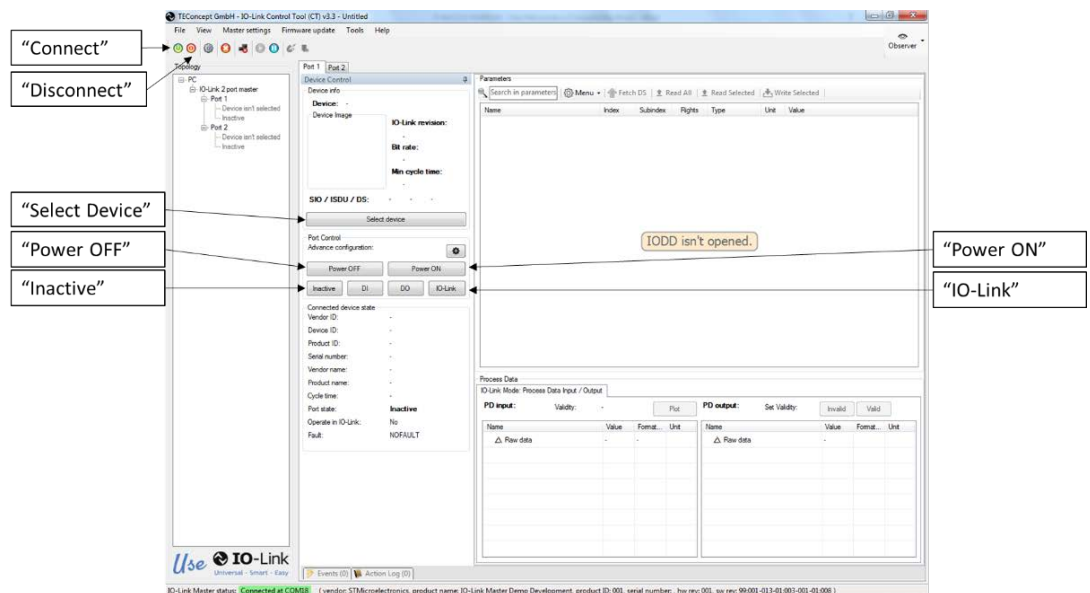 TEConcept GmbH - IO-Link Control Tool (CT) v3.3 - Untitled
File View Master settings Firmware update Tools Help
Observer
“Connect”
“Disconnect”
“Select Device”
“Power OFF”
“Inactive”
Topology
PC
IO-Link 2 port master
Port 1
Device isn't selected
Inactive
Port 2
Device isn't selected
Inactive
Port 1 Port 2
Device Control
Device info
Device: -
Device Image
IO-Link revision:
-
Bit rate:
-
Min cycle time:
-
SIO / ISDU / DS: - - -
Select device
Port Control
Advance configuration:
Power OFF Power ON
Inactive DI DO IO-Link
Connected device state
Vendor ID: -
Device ID: -
Product ID: -
Serial number: -
Vendor name: -
Product name: -
Cycle time: -
Port state: Inactive
Operate in IO-Link: No
Fault: NOFAULT
Parameters
Search in parameters Menu Fetch DS Read All Read Selected Write Selected
Name Index Subindex Rights Type Unit Value
IODD isn't opened.
“Power ON”
“IO-Link”
Process Data
IO-Link Mode: Process Data Input / Output
PD input: Validity: - Plot PD output: Set Validity: Invalid Valid
Name Value Format... Unit Name Value Format... Unit
Raw data - - Raw data -
Use IO-Link
Universal - Smart - Easy
Events (0) Action Log (0)
IO-Link Master status: Connected at COM18 ( vendor: STMicroelectronics, product name: IO-Link Master Demo Development, product ID: 001, serial number: , hw rev: 001, sw rev: 99:001-013-01:003-001-01:008 )